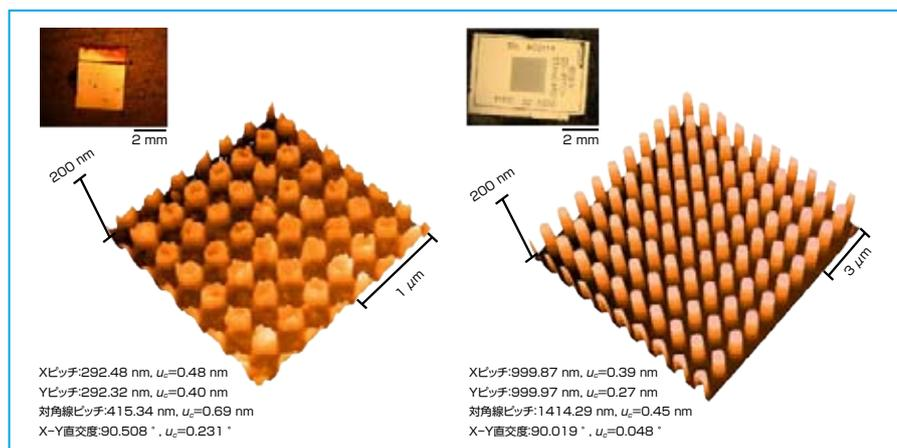 2 mm
200 nm
1 μm
Xピッチ:292.48 nm, uc=0.48 nm
Yピッチ:292.32 nm, uc=0.40 nm
対角線ピッチ:415.34 nm, uc=0.69 nm
X-Y直交度:90.508 °, uc=0.231 °
2 mm
200 nm
3 μm
Xピッチ:999.87 nm, uc=0.39 nm
Yピッチ:999.97 nm, uc=0.27 nm
対角線ピッチ:1414.29 nm, uc=0.45 nm
X-Y直交度:90.019 °, uc=0.048 °